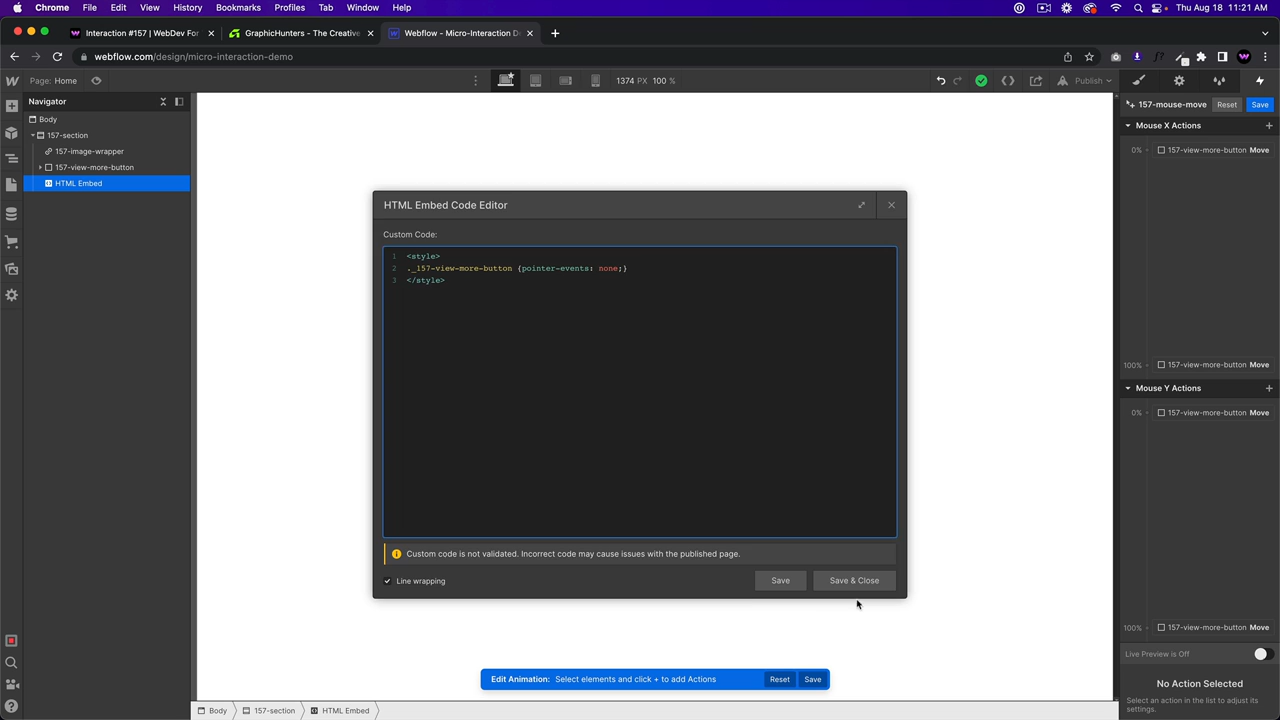 Chrome File Edit View History Bookmarks Profiles Tab Window Help Thu Aug 18 11:21 AM
Interaction #157 | WebDev For
GraphicHunters - The Creative
Webflow - Micro-Interaction D
webflow.com/design/micro-interaction-demo
Page: Home
1374 PX 100 %
Publish
Navigator
Body
157-section
157-image-wrapper
157-view-more-button
HTML Embed
HTML Embed Code Editor
Custom Code:
1 <style>
2 ._157-view-more-button {pointer-events: none;}
3 </style>
Custom code is not validated. Incorrect code may cause issues with the published page.
Line wrapping
Save
Save & Close
Edit Animation: Select elements and click + to add Actions
Reset
Save
Body
157-section
HTML Embed
157-mouse-move
Reset
Save
Mouse X Actions
0% 157-view-more-button Move
100% 157-view-more-button Move
Mouse Y Actions
0% 157-view-more-button Move
100% 157-view-more-button Move
Live Preview is Off
No Action Selected
Select an action in the list to adjust its
settings.